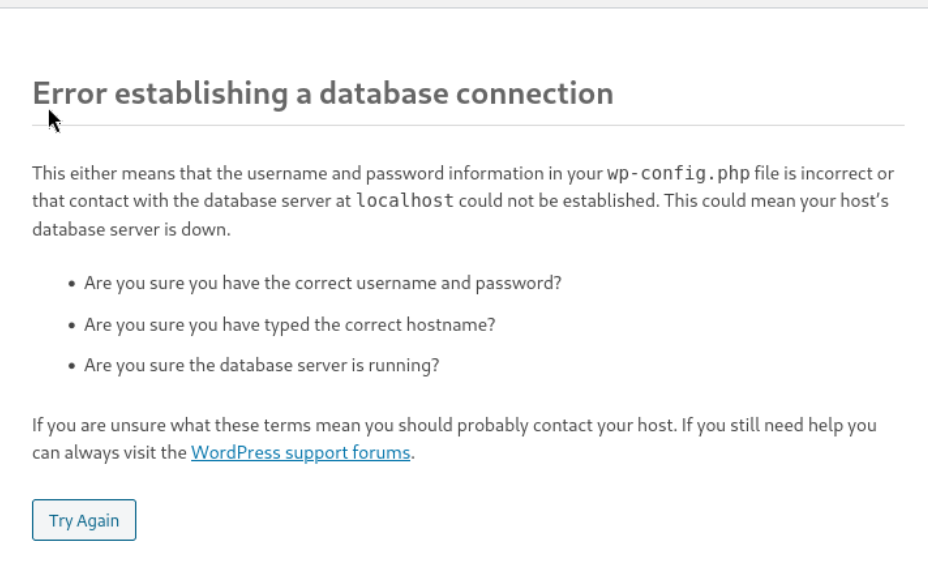 Error establishing a database connection
This either means that the username and password information in your wp-config.php file is incorrect or
that contact with the database server at localhost could not be established. This could mean your host’s
database server is down.
• Are you sure you have the correct username and password?
• Are you sure you have typed the correct hostname?
• Are you sure the database server is running?
If you are unsure what these terms mean you should probably contact your host. If you still need help you
can always visit the WordPress support forums.
Try Again